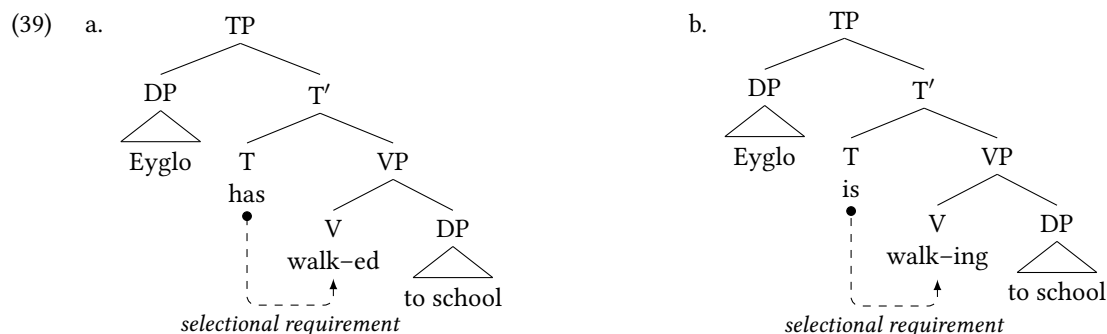 (39) a. TP b. TP
DP T′ DP T′
Eyglo T VP Eyglo T VP
has is
V DP V DP
walk–ed walk–ing
to school to school
selectional requirement selectional requirement